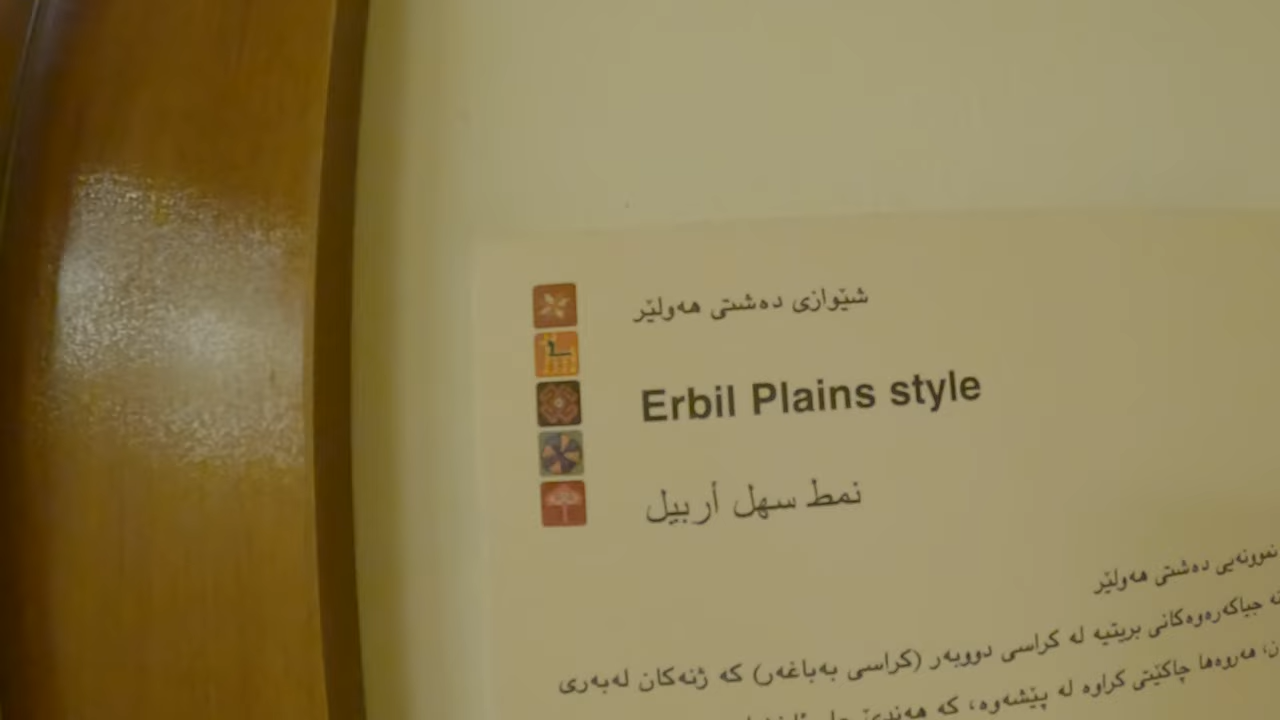 شێوازی دەشتی هەولێر
Erbil Plains style
نمط سهل أربيل
نموونەیی دەشتی هەولێر
جیاکەرەوەکانی بریتیە لە کراسی دووبەر (کراسی بەباغەر) کە ژنەکان لەبەری
هەروەها چاکێتی کراوە لە پێشەوە، کە هەندێ